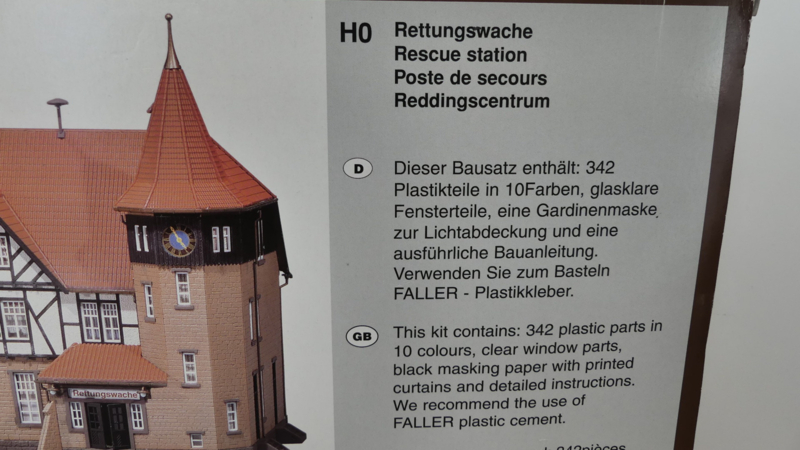 H0 Rettungswache
Rescue station
Poste de secours
Reddingscentrum
D Dieser Bausatz enthält: 342
Plastikteile in 10Farben, glasklare
Fensterteile, eine Gardinenmaske
zur Lichtabdeckung und eine
ausführliche Bauanleitung.
Verwenden Sie zum Basteln
FALLER - Plastikkleber.
GB This kit contains: 342 plastic parts in
10 colours, clear window parts,
black masking paper with printed
curtains and detailed instructions.
We recommend the use of
FALLER plastic cement.
342pièces
Rettungswache